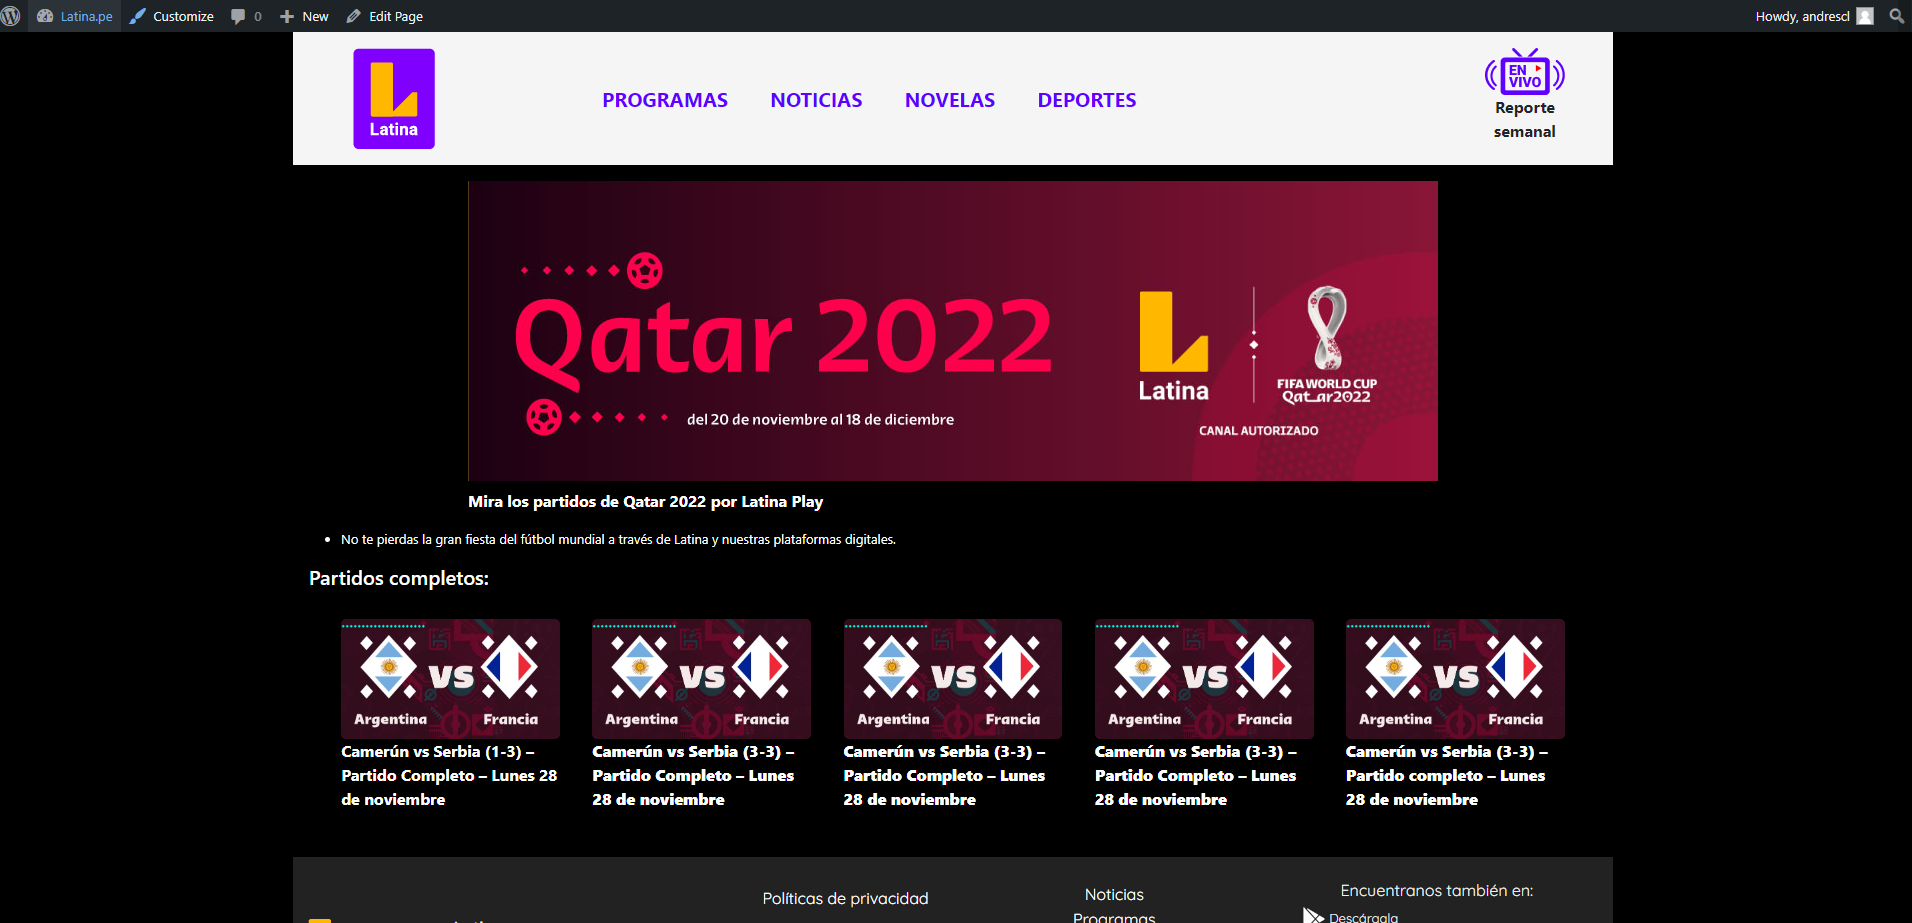 Latina.pe Customize 0 New Edit Page Howdy, andrescl
Latina
PROGRAMAS NOTICIAS NOVELAS DEPORTES
EN
VIVO
Reporte
semanal
Qatar 2022
del 20 de noviembre al 18 de diciembre
Latina
FIFA WORLD CUP
Qatar2022
CANAL AUTORIZADO
Mira los partidos de Qatar 2022 por Latina Play
No te pierdas la gran fiesta del fútbol mundial a través de Latina y nuestras plataformas digitales.
Partidos completos:
VS
Argentina Francia
Camerún vs Serbia (1-3) –
Partido Completo – Lunes 28
de noviembre
VS
Argentina Francia
Camerún vs Serbia (3-3) –
Partido Completo – Lunes
28 de noviembre
VS
Argentina Francia
Camerún vs Serbia (3-3) –
Partido Completo – Lunes
28 de noviembre
VS
Argentina Francia
Camerún vs Serbia (3-3) –
Partido Completo – Lunes
28 de noviembre
VS
Argentina Francia
Camerún vs Serbia (3-3) –
Partido completo – Lunes
28 de noviembre
Políticas de privacidad
Noticias
Programas
Encuentranos también en:
Descárgala